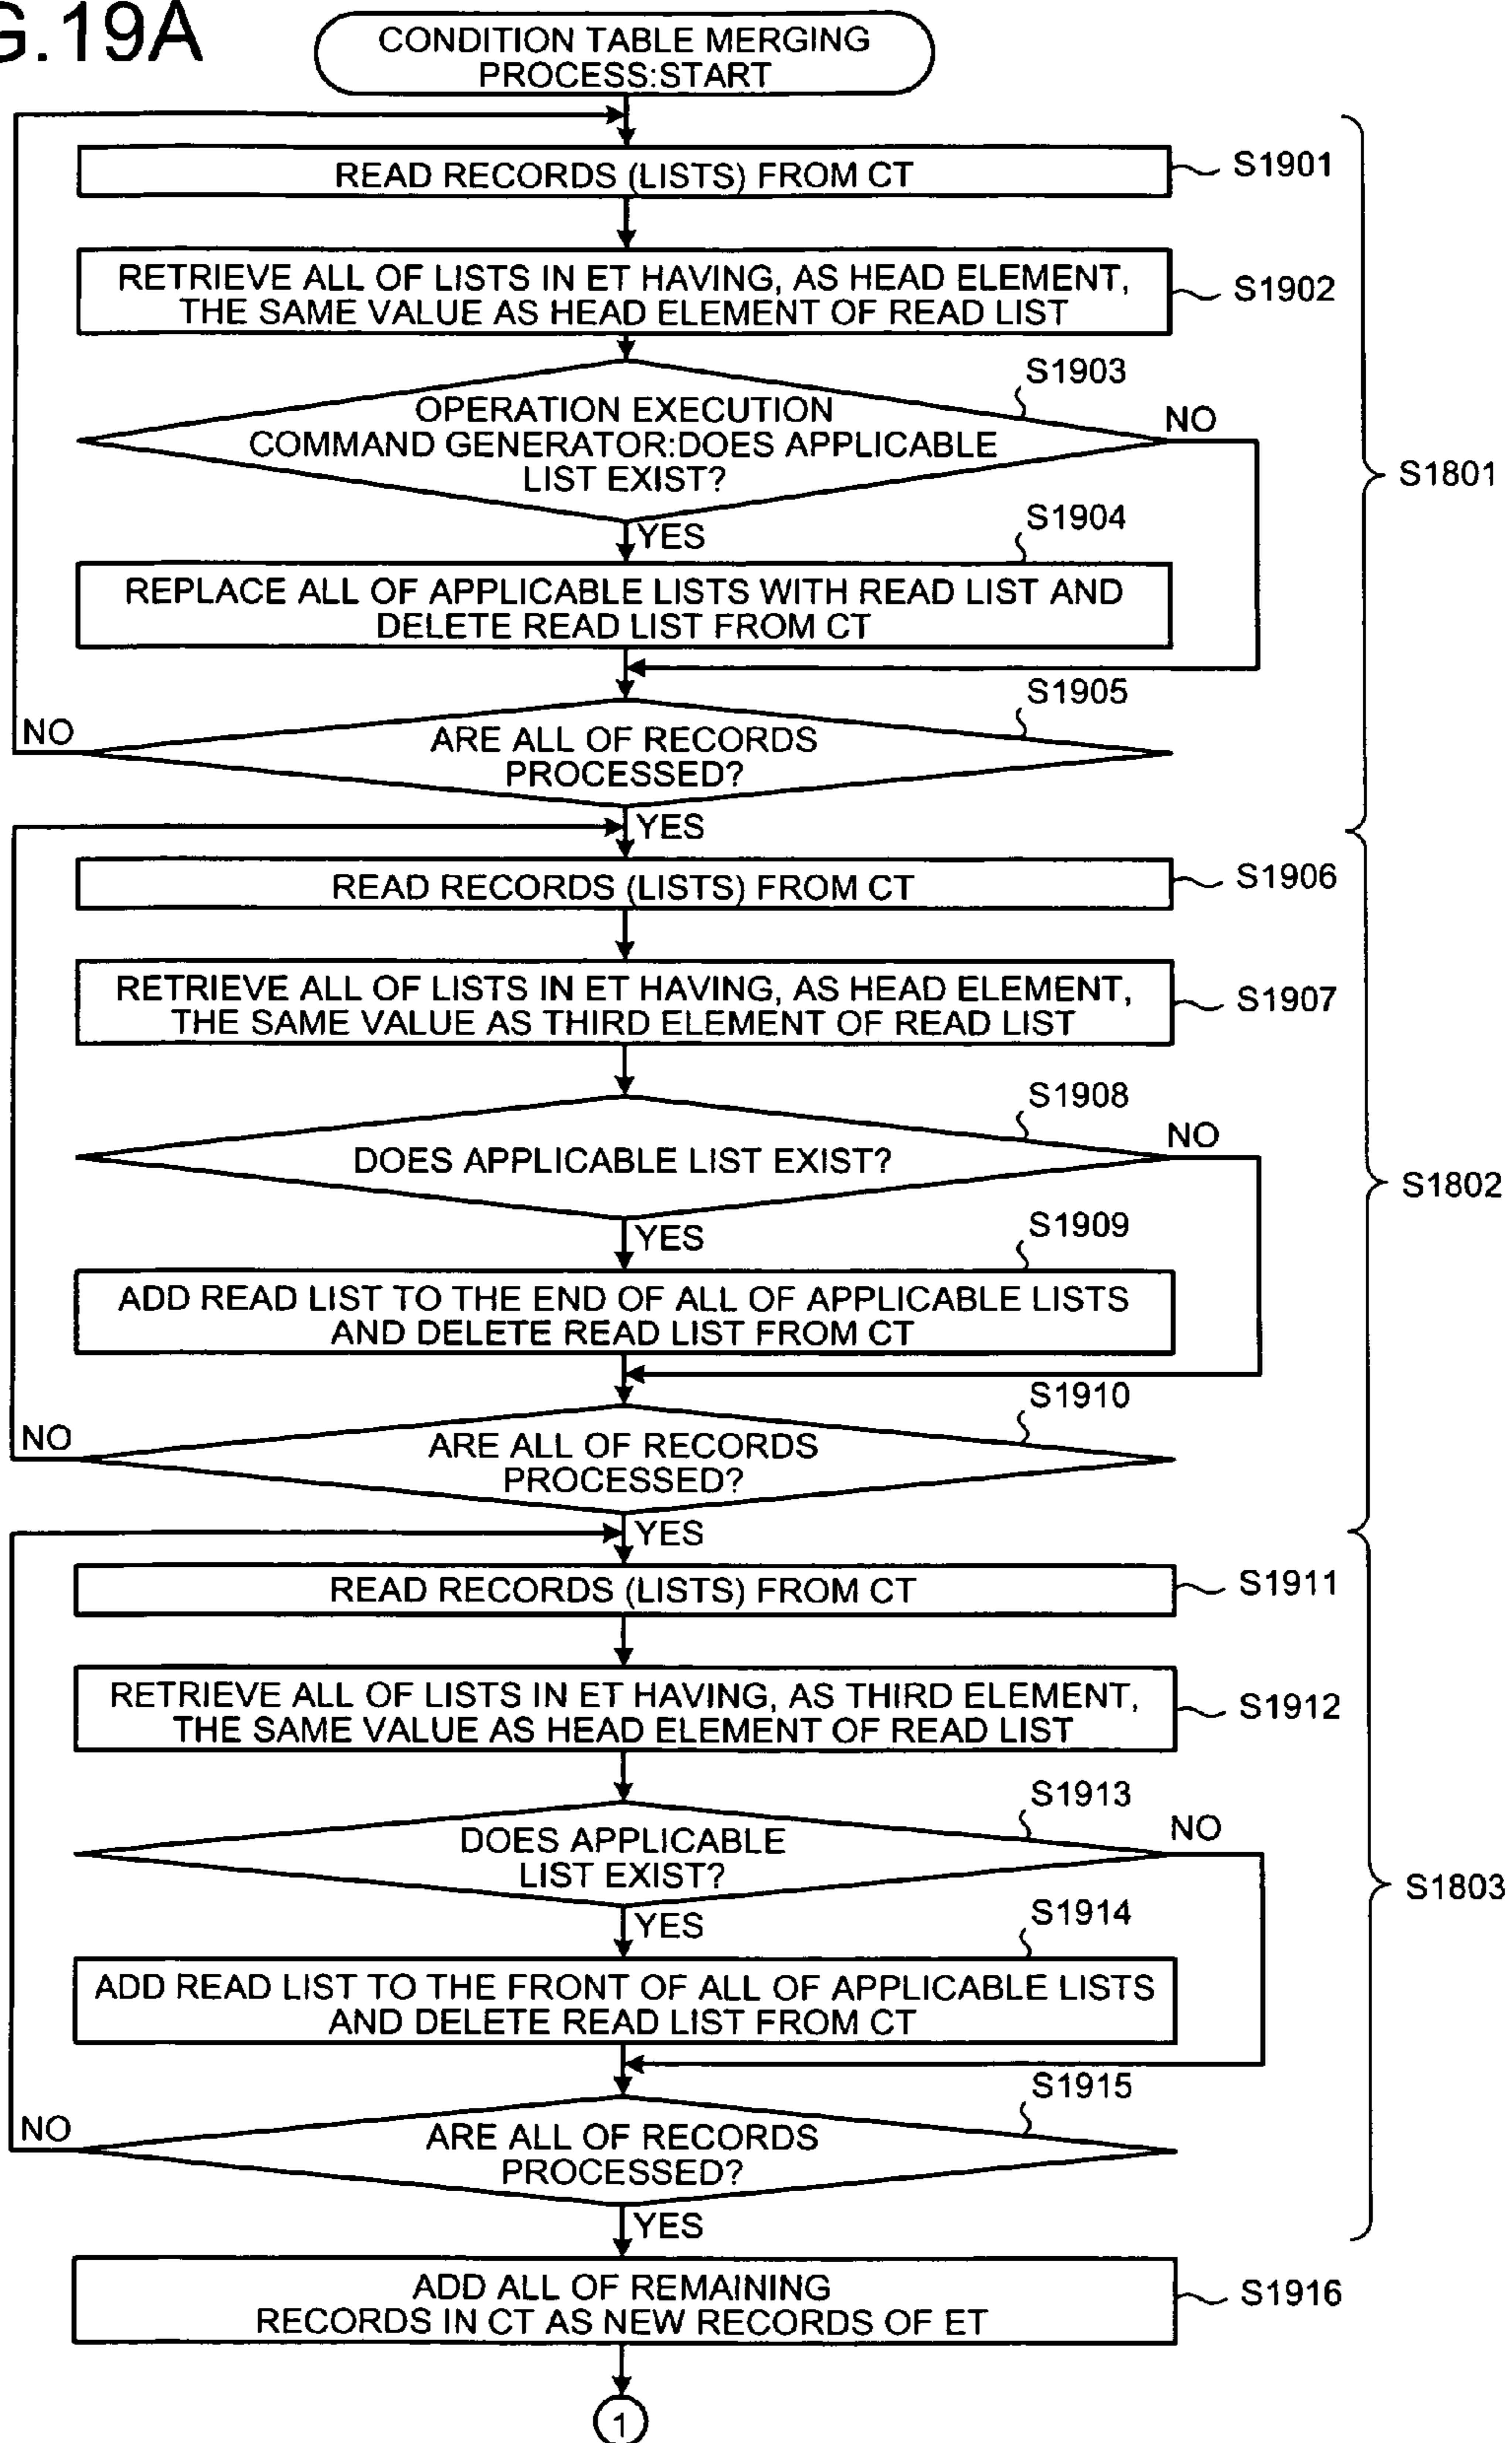 G.19A
CONDITION TABLE MERGING
PROCESS:START
READ RECORDS (LISTS) FROM CT
S1901
RETRIEVE ALL OF LISTS IN ET HAVING, AS HEAD ELEMENT,
THE SAME VALUE AS HEAD ELEMENT OF READ LIST
S1902
S1903
OPERATION EXECUTION
COMMAND GENERATOR:DOES APPLICABLE
LIST EXIST?
NO
S1801
YES
S1904
REPLACE ALL OF APPLICABLE LISTS WITH READ LIST AND
DELETE READ LIST FROM CT
S1905
NO
ARE ALL OF RECORDS
PROCESSED?
YES
READ RECORDS (LISTS) FROM CT
S1906
RETRIEVE ALL OF LISTS IN ET HAVING, AS HEAD ELEMENT,
THE SAME VALUE AS THIRD ELEMENT OF READ LIST
S1907
S1908
NO
DOES APPLICABLE LIST EXIST?
S1802
YES
S1909
ADD READ LIST TO THE END OF ALL OF APPLICABLE LISTS
AND DELETE READ LIST FROM CT
S1910
NO
ARE ALL OF RECORDS
PROCESSED?
YES
READ RECORDS (LISTS) FROM CT
S1911
RETRIEVE ALL OF LISTS IN ET HAVING, AS THIRD ELEMENT,
THE SAME VALUE AS HEAD ELEMENT OF READ LIST
S1912
S1913
NO
DOES APPLICABLE
LIST EXIST?
S1803
YES
S1914
ADD READ LIST TO THE FRONT OF ALL OF APPLICABLE LISTS
AND DELETE READ LIST FROM CT
S1915
NO
ARE ALL OF RECORDS
PROCESSED?
YES
ADD ALL OF REMAINING
RECORDS IN CT AS NEW RECORDS OF ET
S1916
1